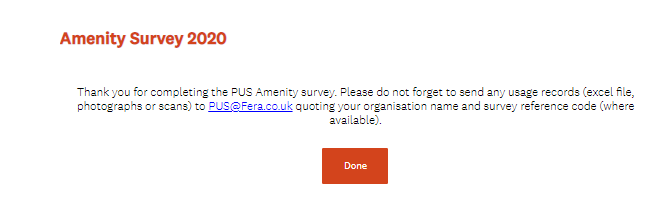 Amenity Survey 2020
Thank you for completing the PUS Amenity survey. Please do not forget to send any usage records (excel file,
photographs or scans) to PUS@Fera.co.uk quoting your organisation name and survey reference code (where
available).
Done